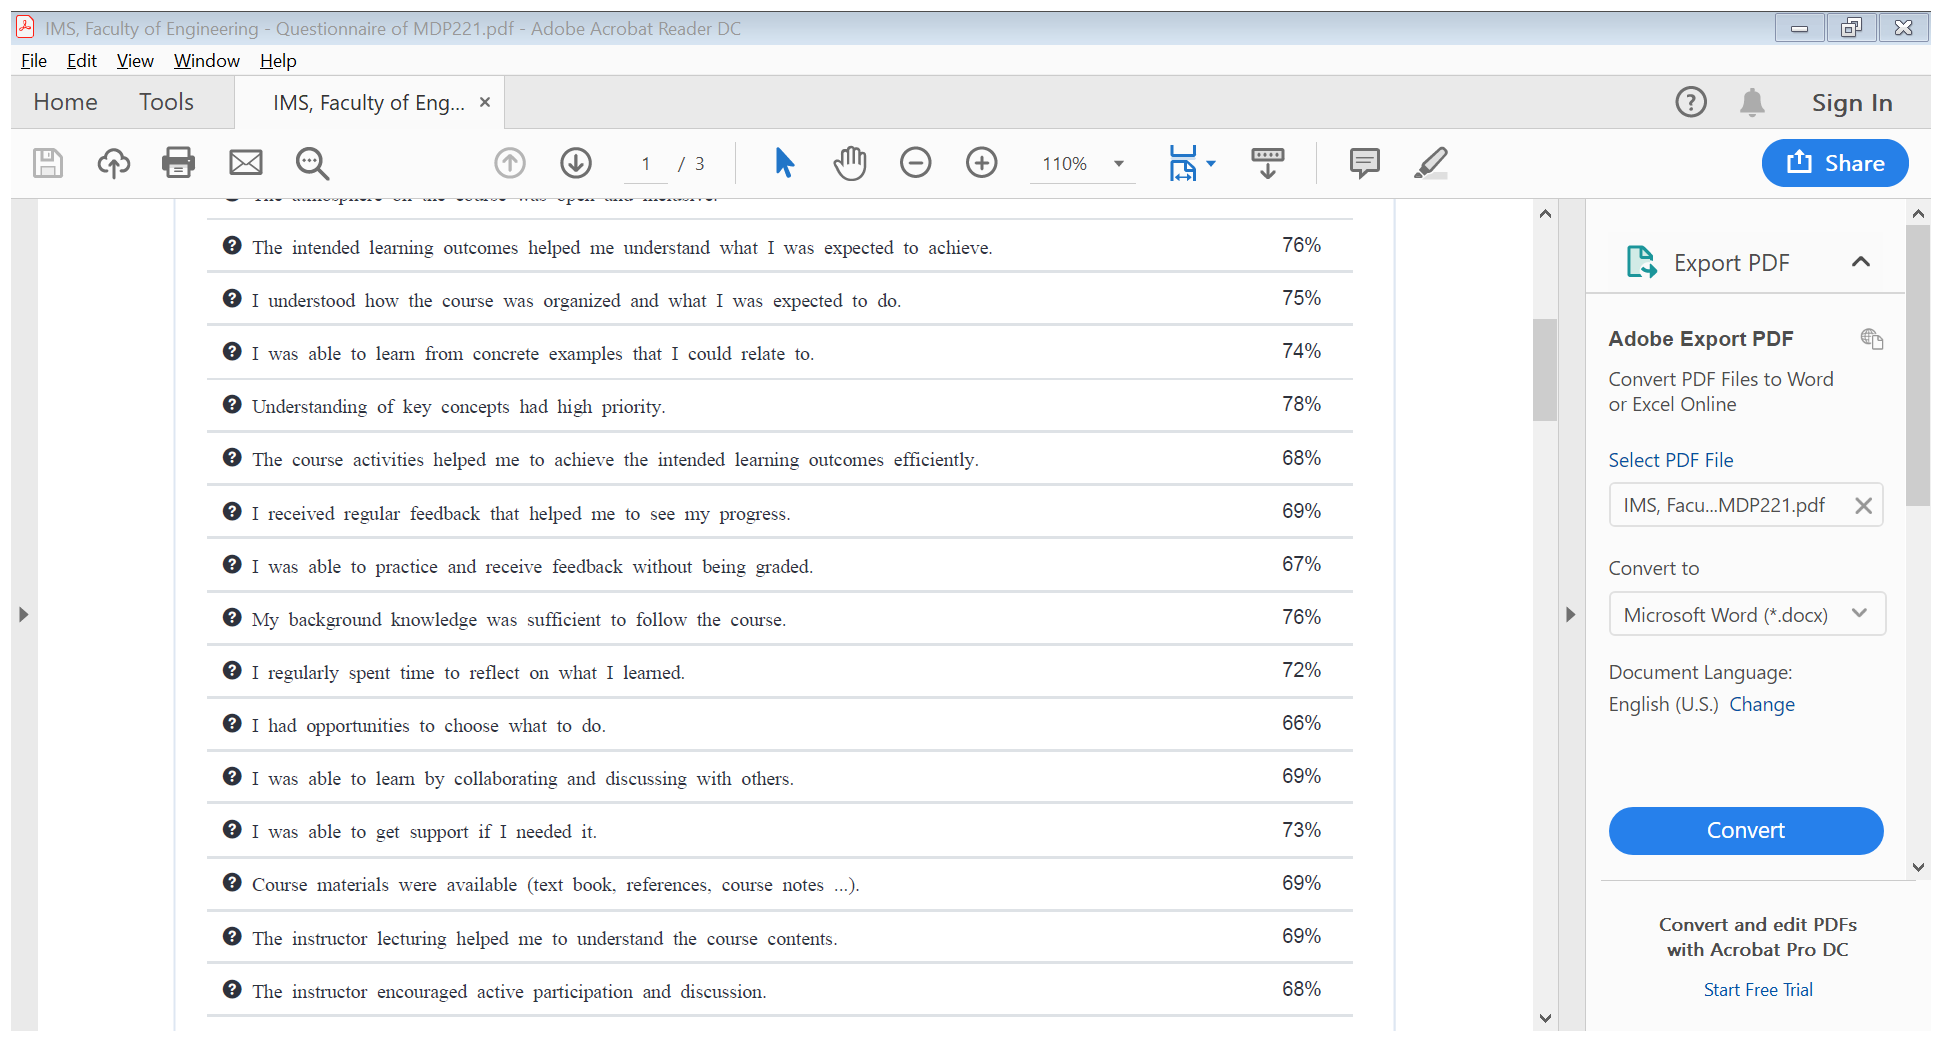 IMS, Faculty of Engineering - Questionnaire of MDP221.pdf - Adobe Acrobat Reader DC
File Edit View Window Help
Home Tools IMS, Faculty of Eng... × Sign In
1 / 3 110% Share
The atmosphere on the course was open and inclusive.
The intended learning outcomes helped me understand what I was expected to achieve. 76%
I understood how the course was organized and what I was expected to do. 75%
I was able to learn from concrete examples that I could relate to. 74%
Understanding of key concepts had high priority. 78%
The course activities helped me to achieve the intended learning outcomes efficiently. 68%
I received regular feedback that helped me to see my progress. 69%
I was able to practice and receive feedback without being graded. 67%
My background knowledge was sufficient to follow the course. 76%
I regularly spent time to reflect on what I learned. 72%
I had opportunities to choose what to do. 66%
I was able to learn by collaborating and discussing with others. 69%
I was able to get support if I needed it. 73%
Course materials were available (text book, references, course notes ...). 69%
The instructor lecturing helped me to understand the course contents. 69%
The instructor encouraged active participation and discussion. 68%
Export PDF
Adobe Export PDF
Convert PDF Files to Word
or Excel Online
Select PDF File
IMS, Facu...MDP221.pdf
Convert to
Microsoft Word (*.docx)
Document Language:
English (U.S.) Change
Convert
Convert and edit PDFs
with Acrobat Pro DC
Start Free Trial